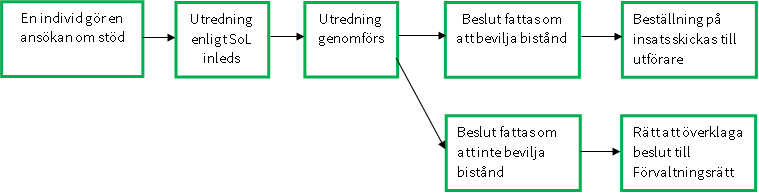 En individ gör en
ansökan om stöd
Utredning
enligt SoL
inleds
Utredning
genomförs
Beslut fattas om
att bevilja bistånd
Beställning på
insats skickas till
utförare
Beslut fattas om
att inte bevilja
bistånd
Rätt att överklaga
beslut till
Förvaltningsrätt